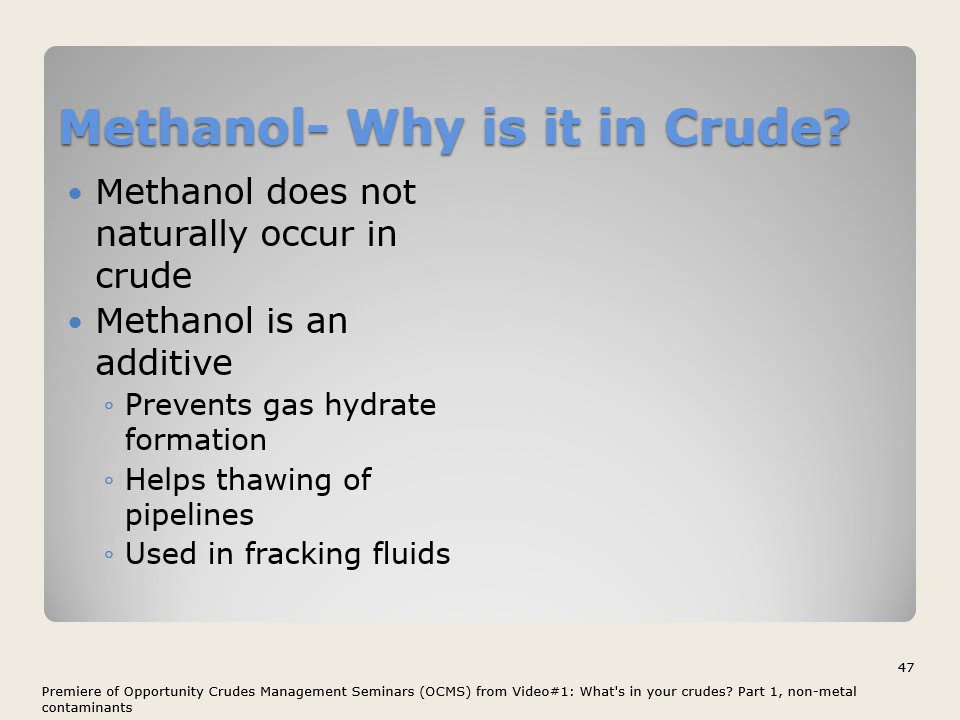 Methanol- Why is it in Crude?
• Methanol does not
naturally occur in
crude
• Methanol is an
additive
◦ Prevents gas hydrate
formation
◦ Helps thawing of
pipelines
◦ Used in fracking fluids
47
Premiere of Opportunity Crudes Management Seminars (OCMS) from Video#1: What's in your crudes? Part 1, non-metal
contaminants